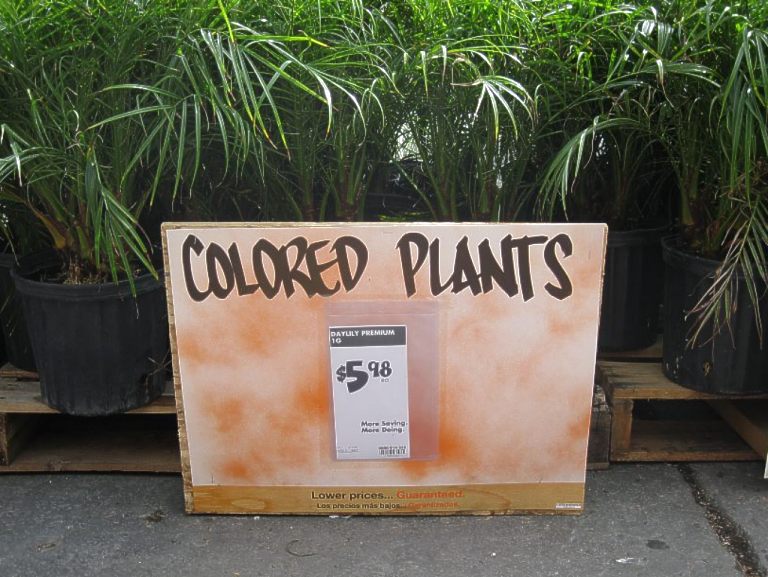 COLORED PLANTS
DAYLILY PREMIUM
1G
$5.98
EA
More Saving.
More Doing.
Lower prices... Guaranteed.
Los precios más bajos... Garantizados.